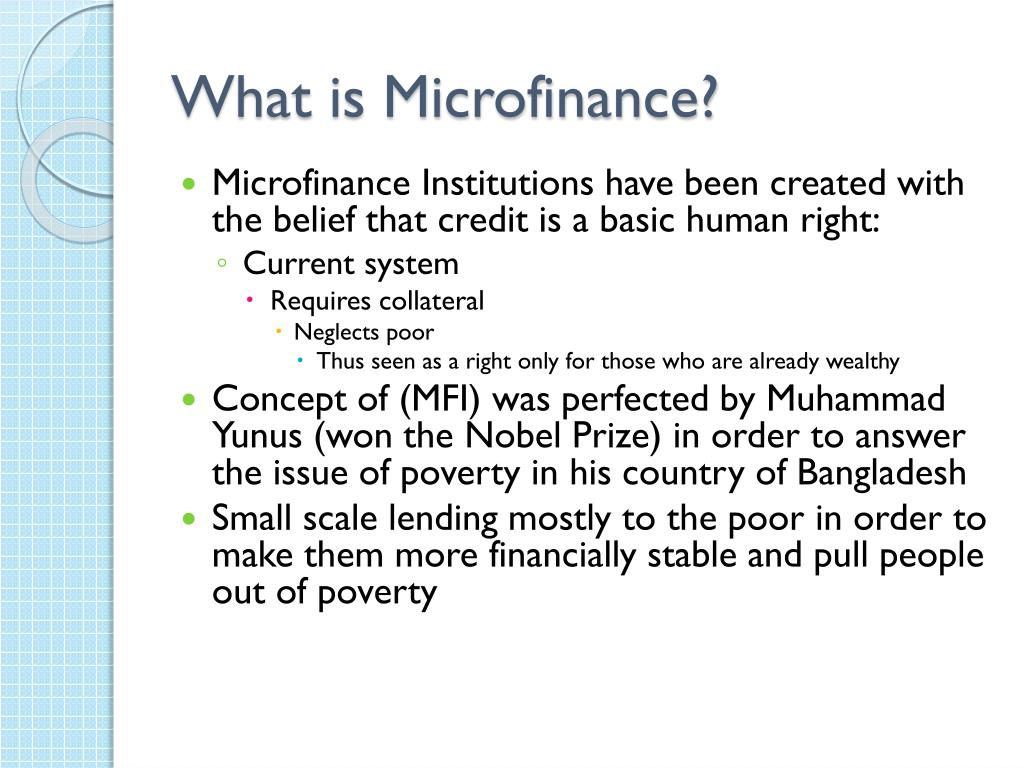 What is Microfinance?
• Microfinance Institutions have been created with
the belief that credit is a basic human right:
◦ Current system
• Requires collateral
• Neglects poor
• Thus seen as a right only for those who are already wealthy
• Concept of (MFI) was perfected by Muhammad
Yunus (won the Nobel Prize) in order to answer
the issue of poverty in his country of Bangladesh
• Small scale lending mostly to the poor in order to
make them more financially stable and pull people
out of poverty